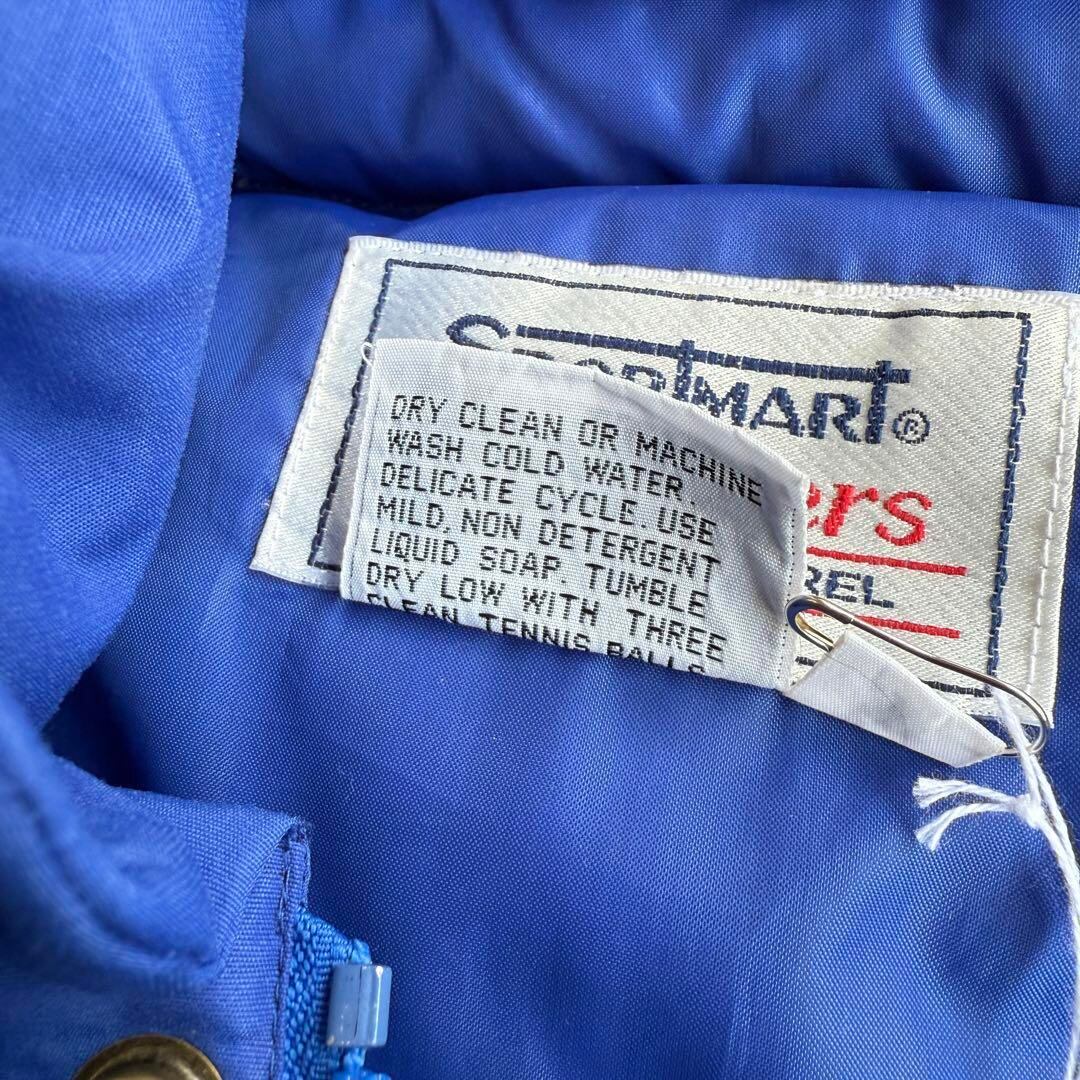 SPORTMART®
DRY CLEAN OR MACHINE
WASH COLD WATER.
DELICATE CYCLE. USE
MILD, NON DETERGENT
LIQUID SOAP. TUMBLE
DRY LOW WITH THREE
CLEAN TENNIS BALLS
ers
REL